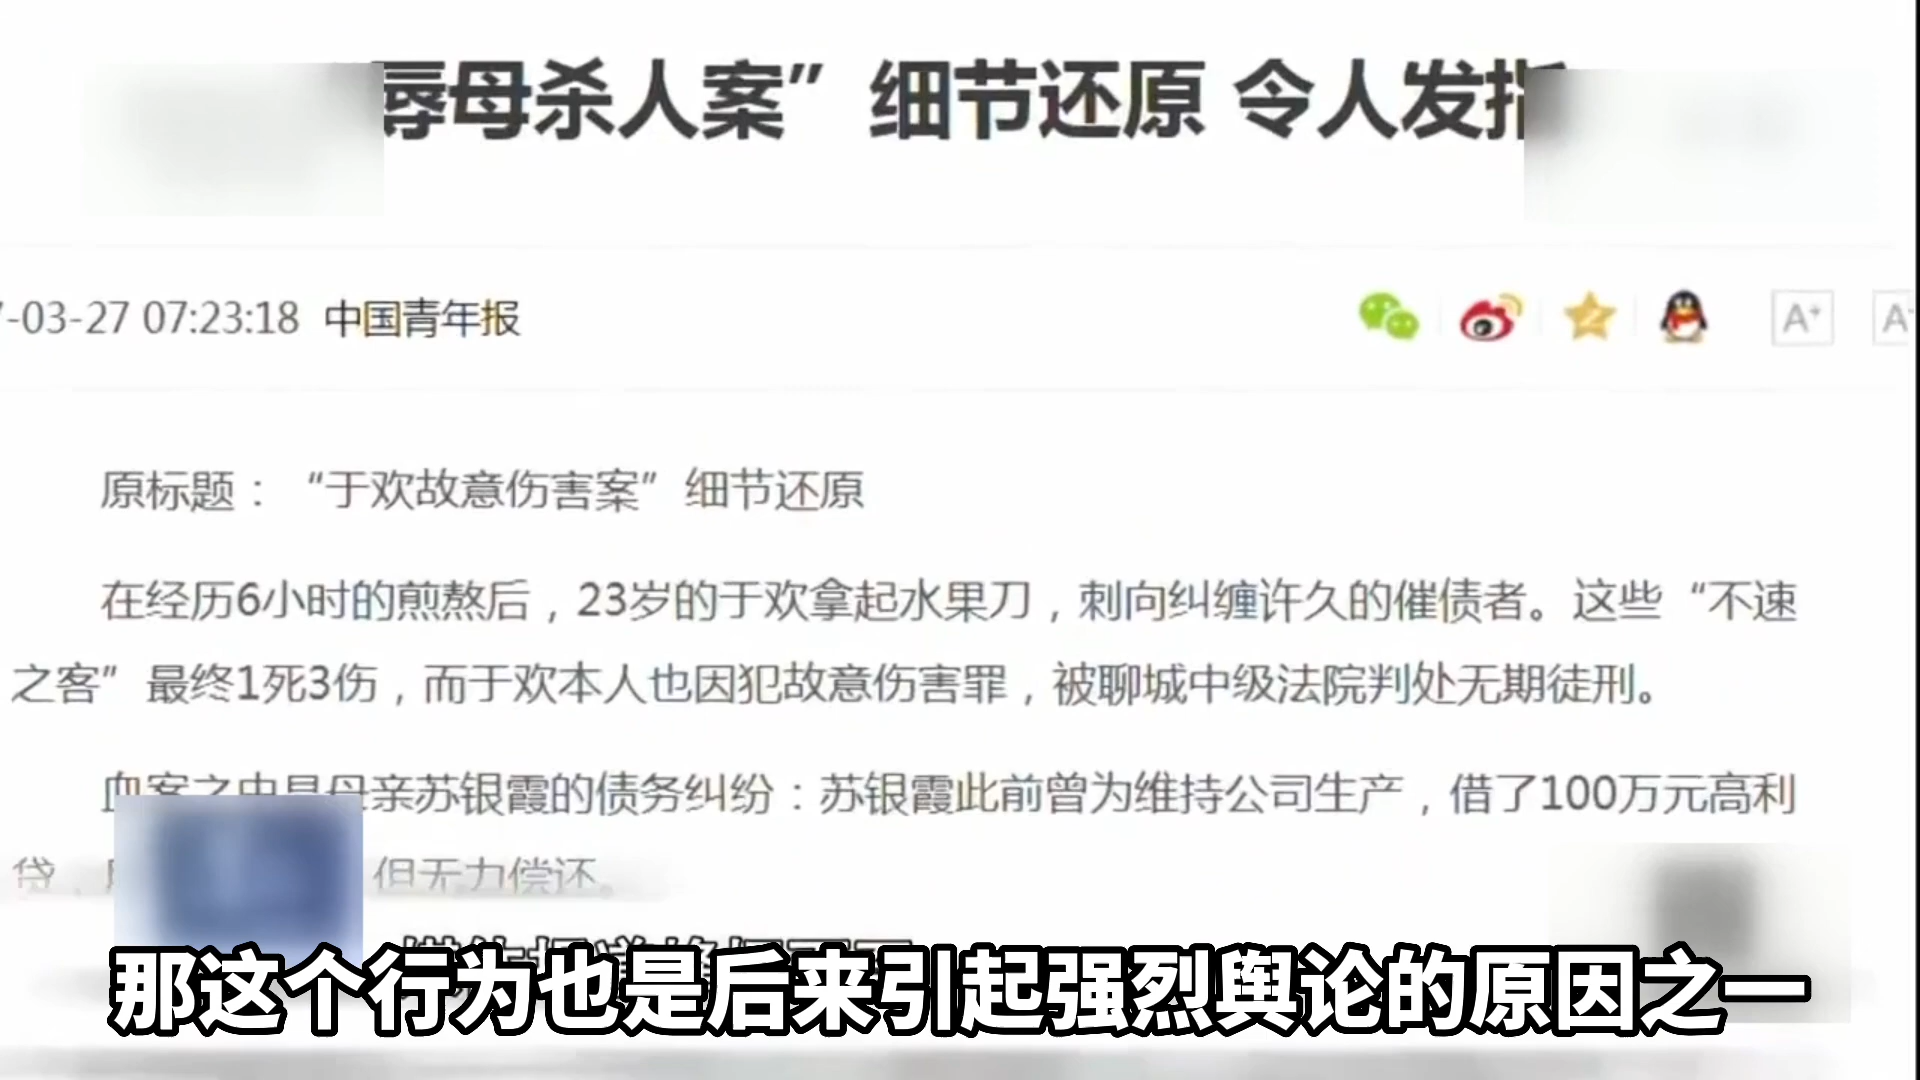 辱母杀人案”细节还原 令人发指
-03-27 07:23:18 中国青年报
A+ A-
原标题：“于欢故意伤害案”细节还原
在经历6小时的煎熬后，23岁的于欢拿起水果刀，刺向纠缠许久的催债者。这些“不速
之客”最终1死3伤，而于欢本人也因犯故意伤害罪，被聊城中级法院判处无期徒刑。
血案之由是母亲苏银霞的债务纠纷：苏银霞此前曾为维持公司生产，借了100万元高利
贷， 但无力偿还。
那这个行为也是后来引起强烈舆论的原因之一